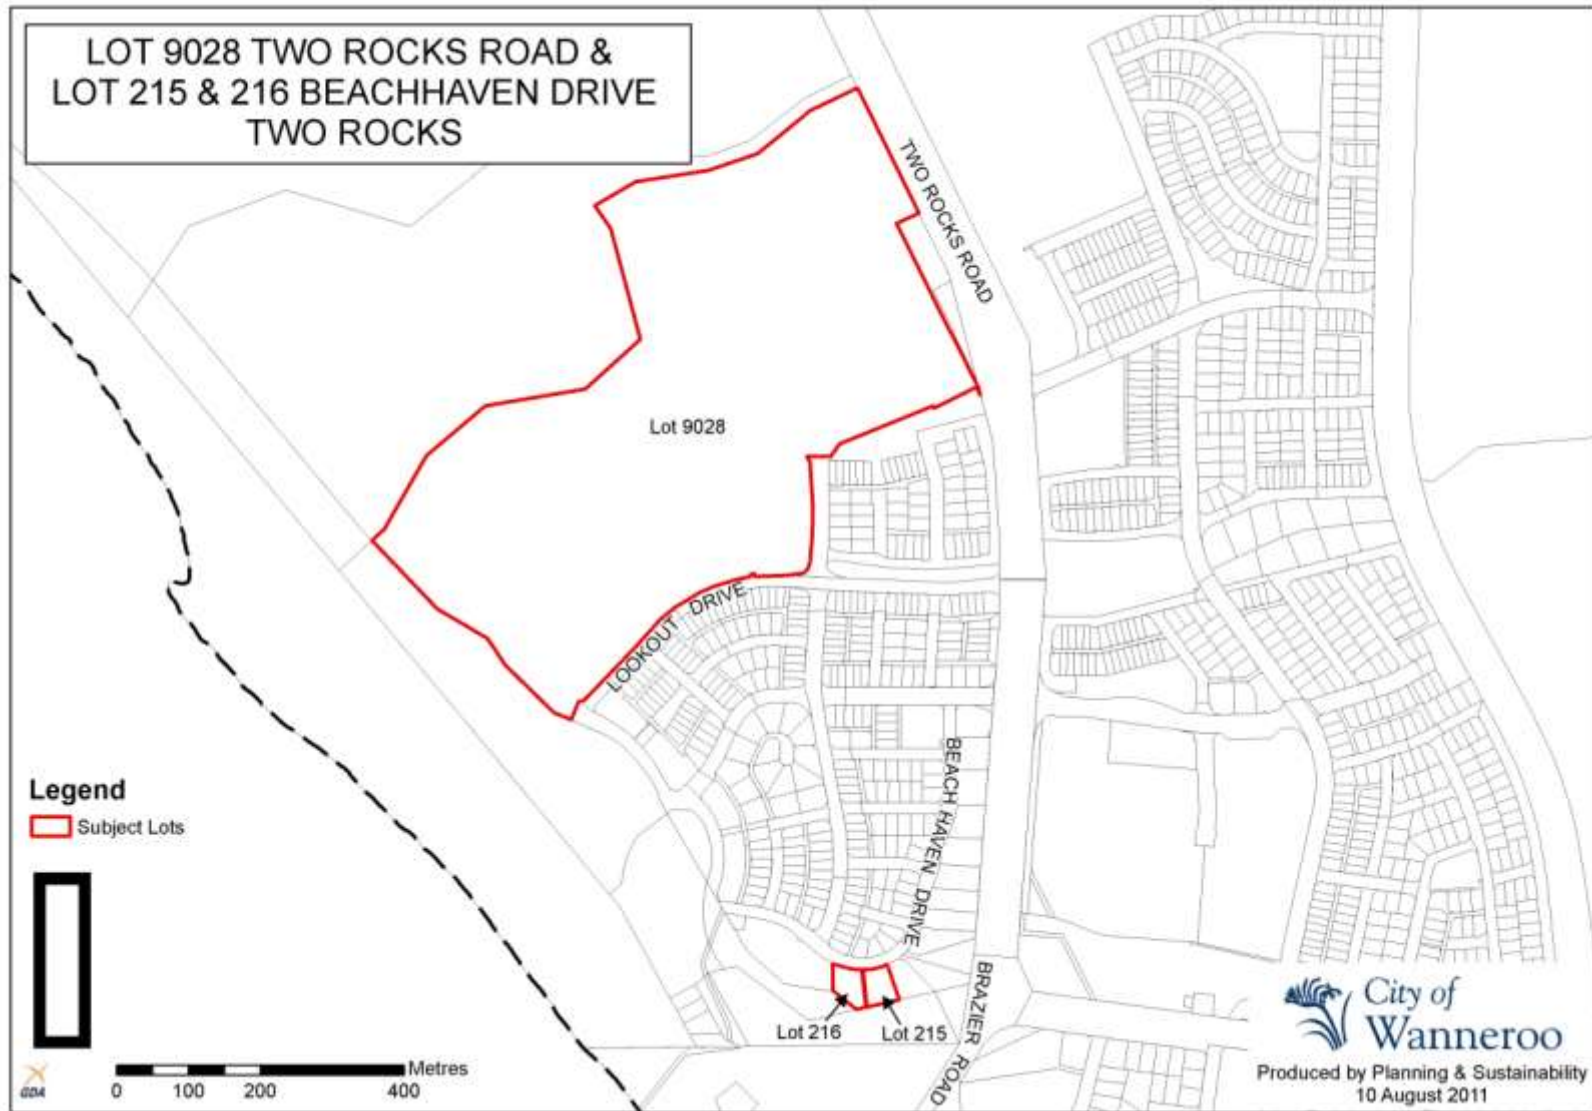 LOT 9028 TWO ROCKS ROAD &
LOT 215 & 216 BEACHHAVEN DRIVE
TWO ROCKS
TWO ROCKS ROAD
Lot 9028
LOOKOUT DRIVE
BEACH HAVEN DRIVE
Legend
Subject Lots
Lot 216
Lot 215
BRAZIER ROAD
GDA
Metres
0 100 200 400
City of
Wanneroo
Produced by Planning & Sustainability
10 August 2011